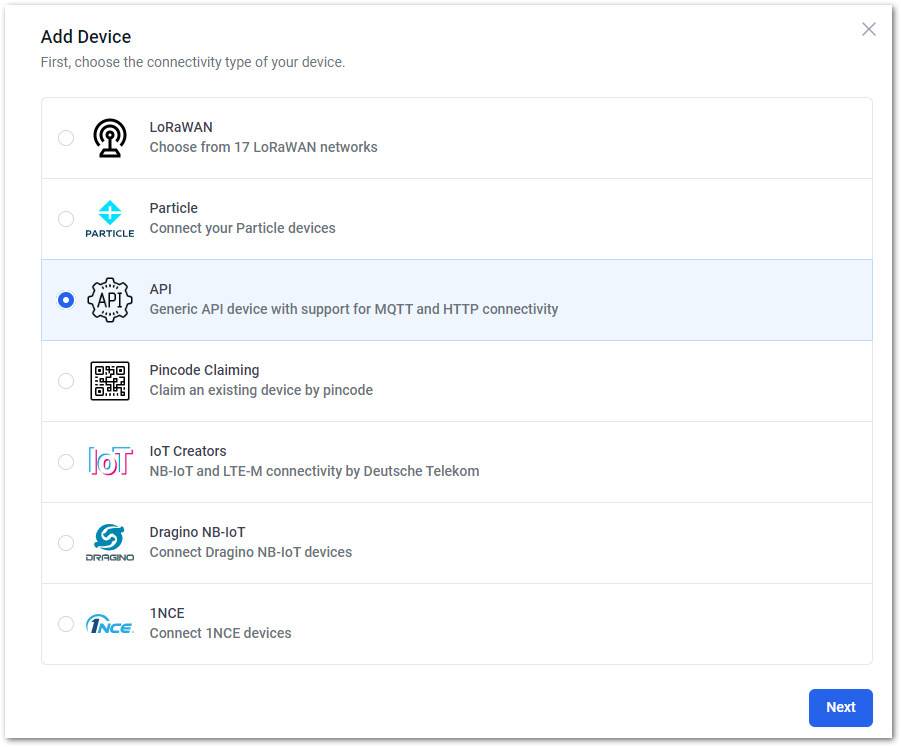 Add Device
First, choose the connectivity type of your device.
LoRaWAN
Choose from 17 LoRaWAN networks
PARTICLE
Particle
Connect your Particle devices
API
API
Generic API device with support for MQTT and HTTP connectivity
Pincode Claiming
Claim an existing device by pincode
IoT
IoT Creators
NB-IoT and LTE-M connectivity by Deutsche Telekom
DRAGINO
Dragino NB-IoT
Connect Dragino NB-IoT devices
1NCE
1NCE
Connect 1NCE devices
Next